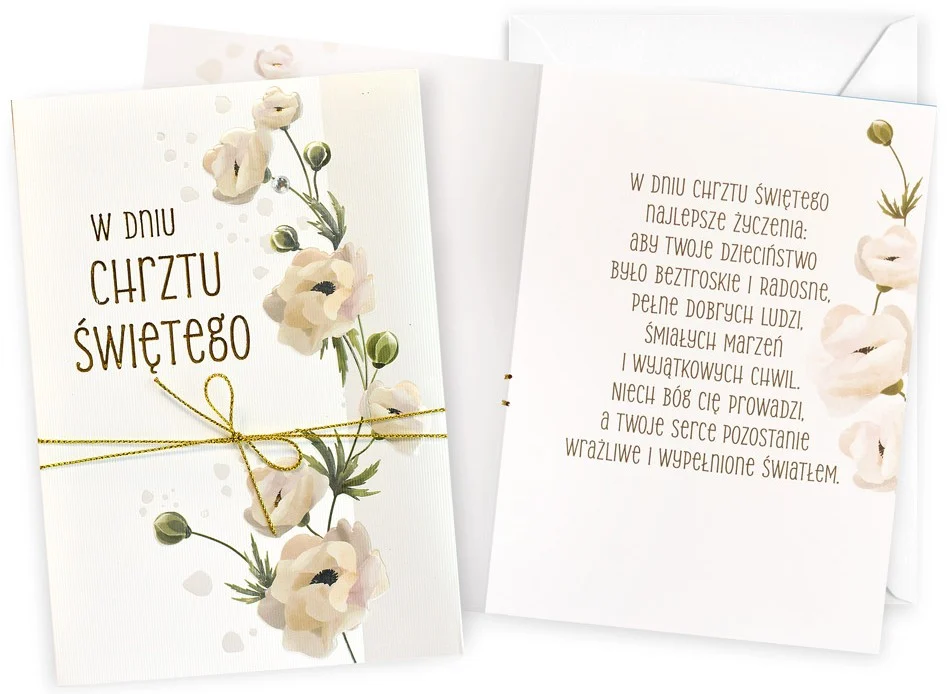 W DNIU
CHRZTU
ŚWIĘTEGO
W DNIU CHRZTU ŚWIĘTEGO
NAJLEPSZE ŻYCZENIA:
ABY TWOJE DZIECIŃSTWO
BYŁO BEZTROSKIE I RADOSNE,
PEŁNE DOBRYCH LUDZI,
ŚMIAŁYCH MARZEŃ
I WYJĄTKOWYCH CHWIL.
NIECH BÓG CIĘ PROWADZI,
A TWOJE SERCE POZOSTANIE
WRAŻLIWE I WYPEŁNIONE ŚWIATŁEM.